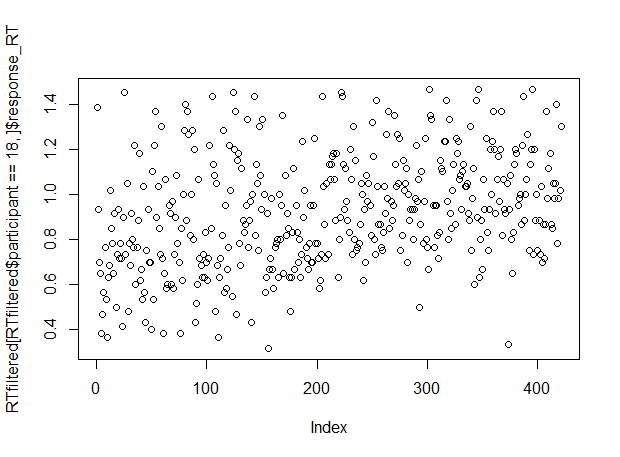 RTfiltered[RTfiltered$participant == 18, ]$response_RT
1.4
1.2
1.0
0.8
0.6
0.4
0 100 200 300 400
Index